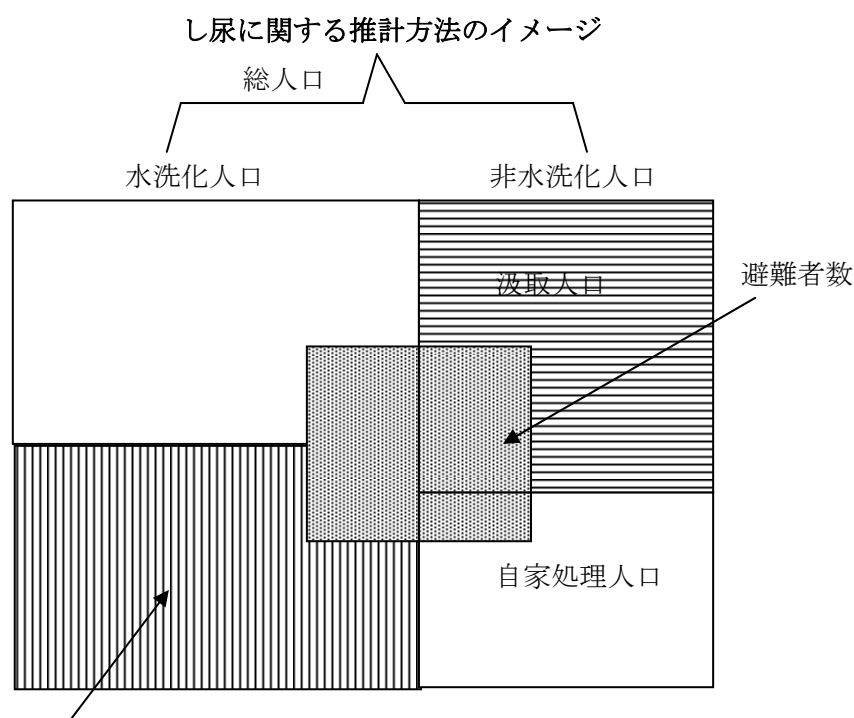 し尿に関する推計方法のイメージ
総人口
水洗化人口
非水洗化人口
汲取人口
避難者数
自家処理人口